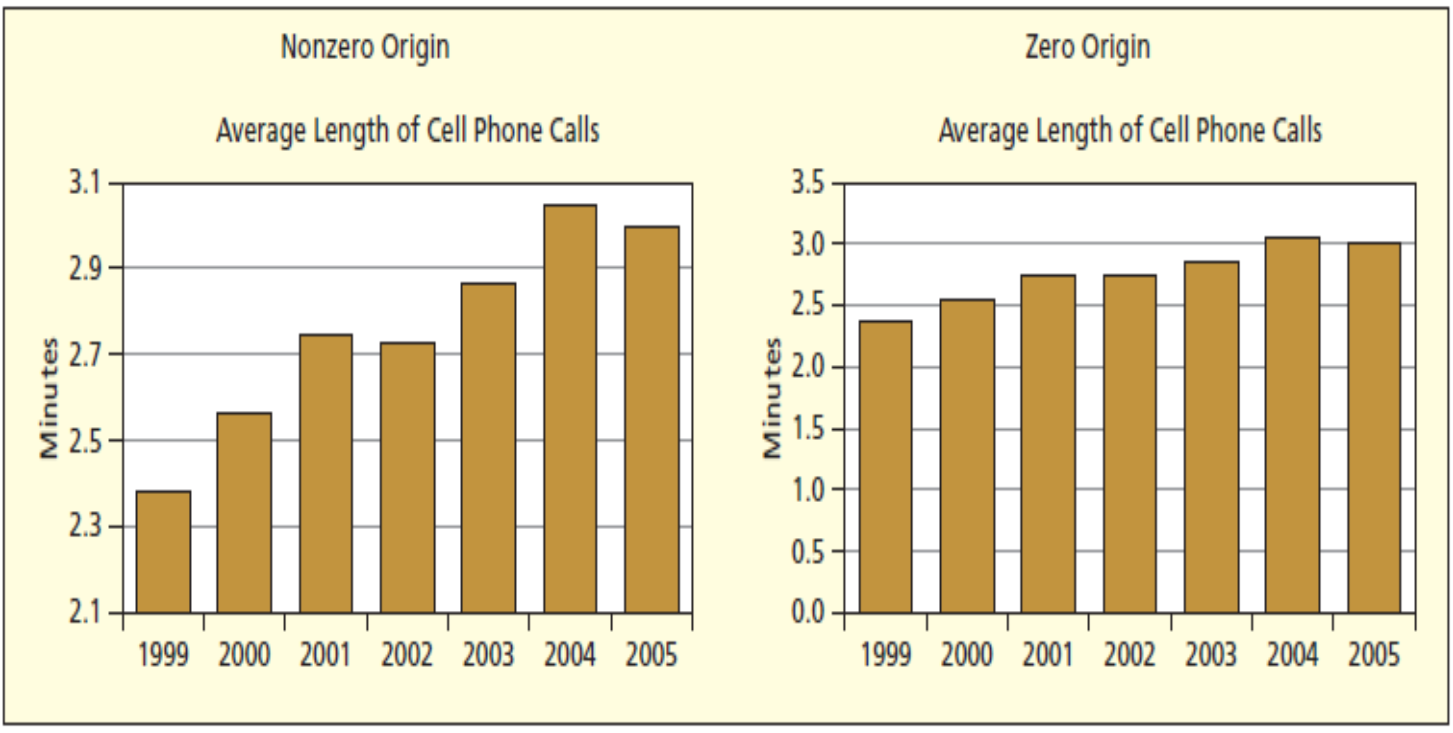 Nonzero Origin
Average Length of Cell Phone Calls
Minutes
3.1
2.9
2.7
2.5
2.3
2.1
1999 2000 2001 2002 2003 2004 2005
Zero Origin
Average Length of Cell Phone Calls
Minutes
3.5
3.0
2.5
2.0
1.5
1.0
0.5
0.0
1999 2000 2001 2002 2003 2004 2005